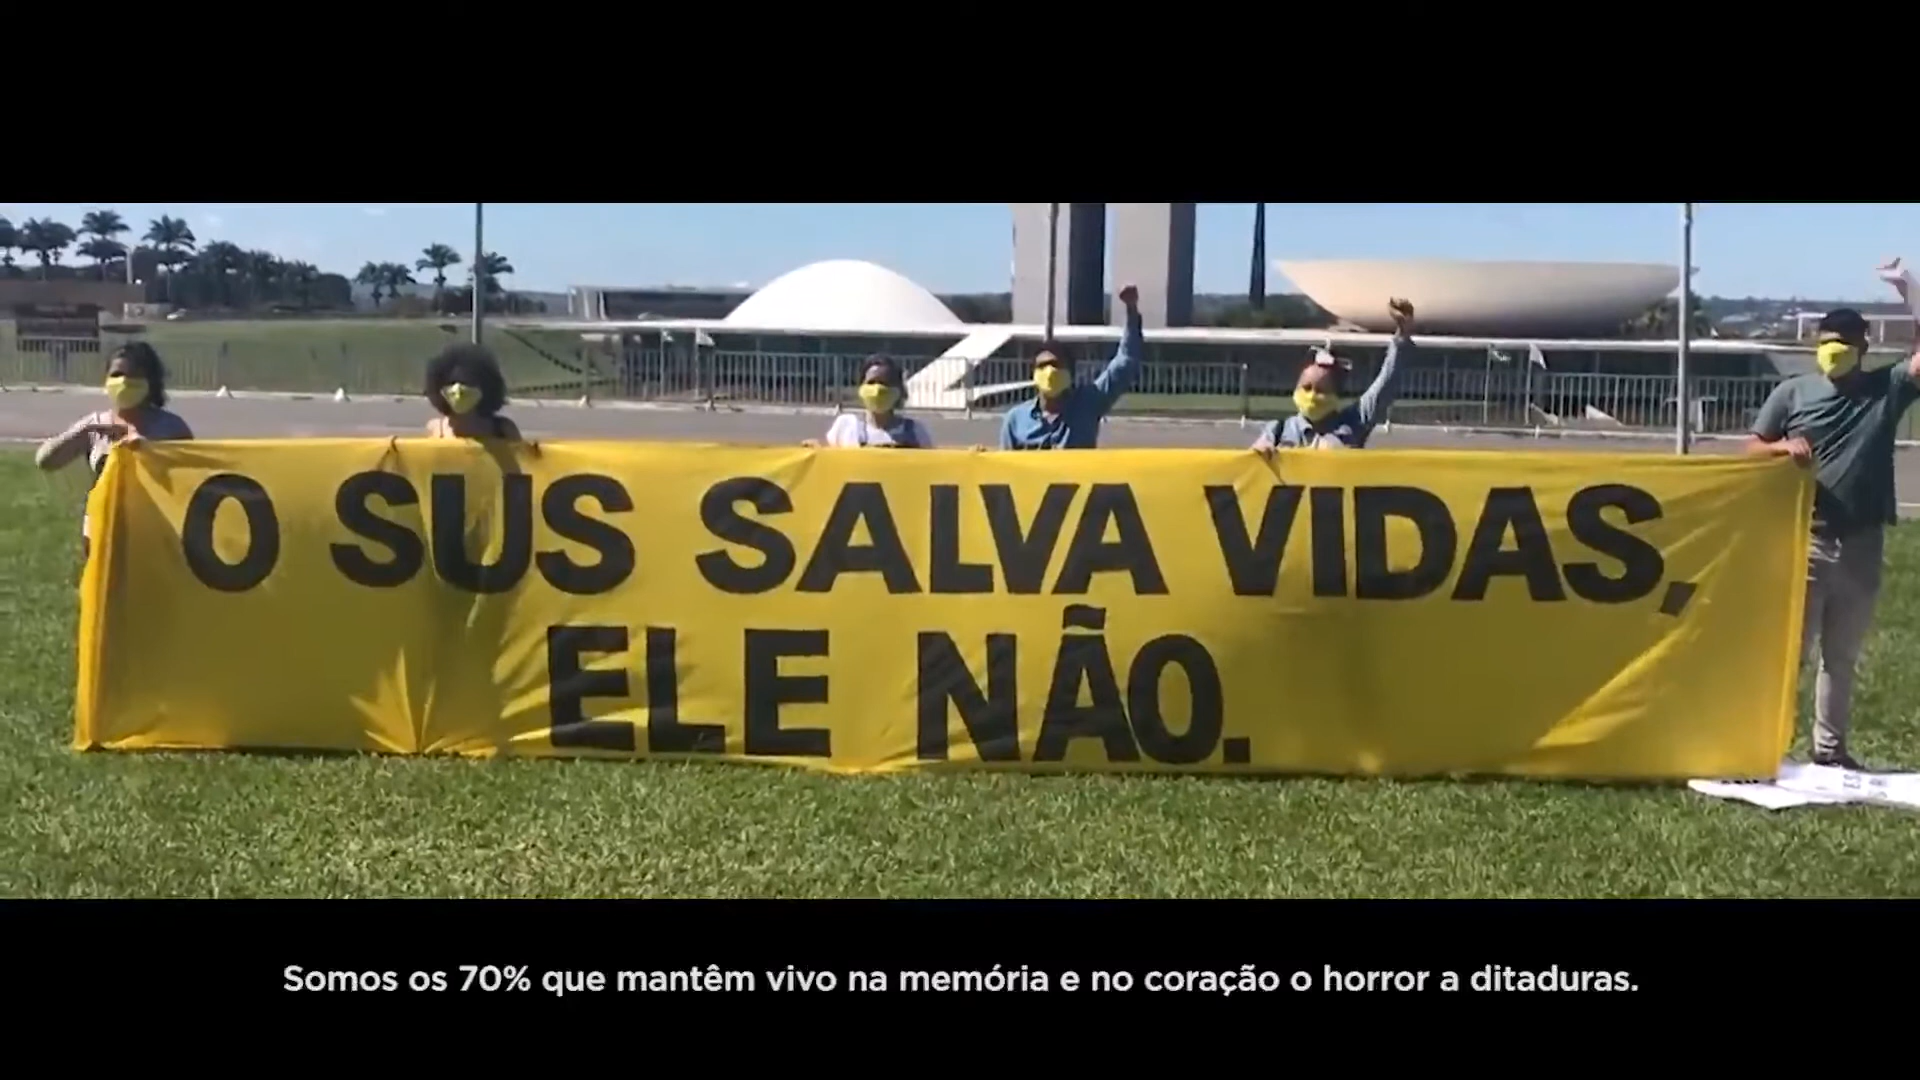 O SUS SALVA VIDAS,
ELE NÃO.
Somos os 70% que mantêm vivo na memória e no coração o horror a ditaduras.